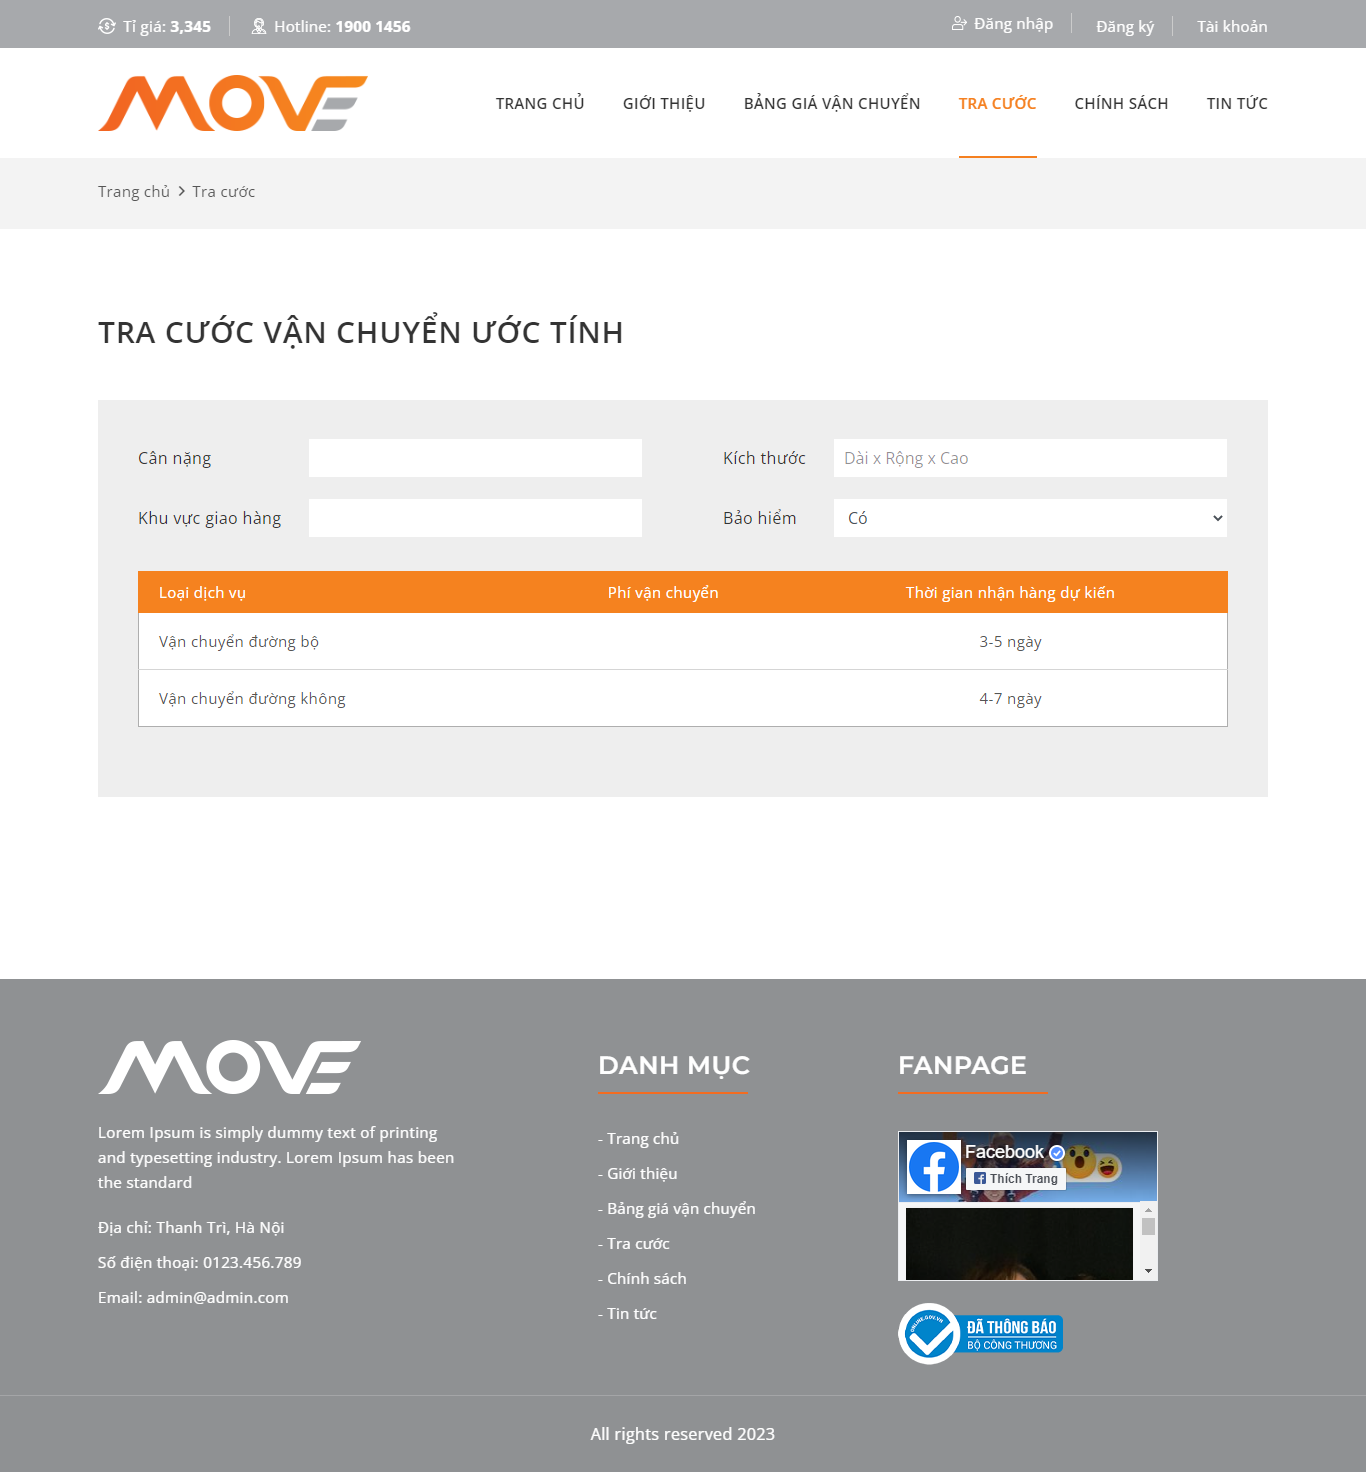 Tỉ giá: 3,345
Hotline: 1900 1456
Đăng nhập
Đăng ký
Tài khoản
MOVE
TRANG CHỦ
GIỚI THIỆU
BẢNG GIÁ VẬN CHUYỂN
TRA CƯỚC
CHÍNH SÁCH
TIN TỨC
Trang chủ > Tra cước
TRA CƯỚC VẬN CHUYỂN ƯỚC TÍNH
Cân nặng
Kích thước
Dài x Rộng x Cao
Khu vực giao hàng
Bảo hiểm
Có
Loại dịch vụ
Phí vận chuyển
Thời gian nhận hàng dự kiến
Vận chuyển đường bộ
3-5 ngày
Vận chuyển đường không
4-7 ngày
MOVE
Lorem Ipsum is simply dummy text of printing
and typesetting industry. Lorem Ipsum has been
the standard
Địa chỉ: Thanh Trì, Hà Nội
Số điện thoại: 0123.456.789
Email: admin@admin.com
DANH MỤC
- Trang chủ
- Giới thiệu
- Bảng giá vận chuyển
- Tra cước
- Chính sách
- Tin tức
FANPAGE
Facebook
Thích Trang
ONLINE.GOV.VN
ĐÃ THÔNG BÁO
BỘ CÔNG THƯƠNG
All rights reserved 2023